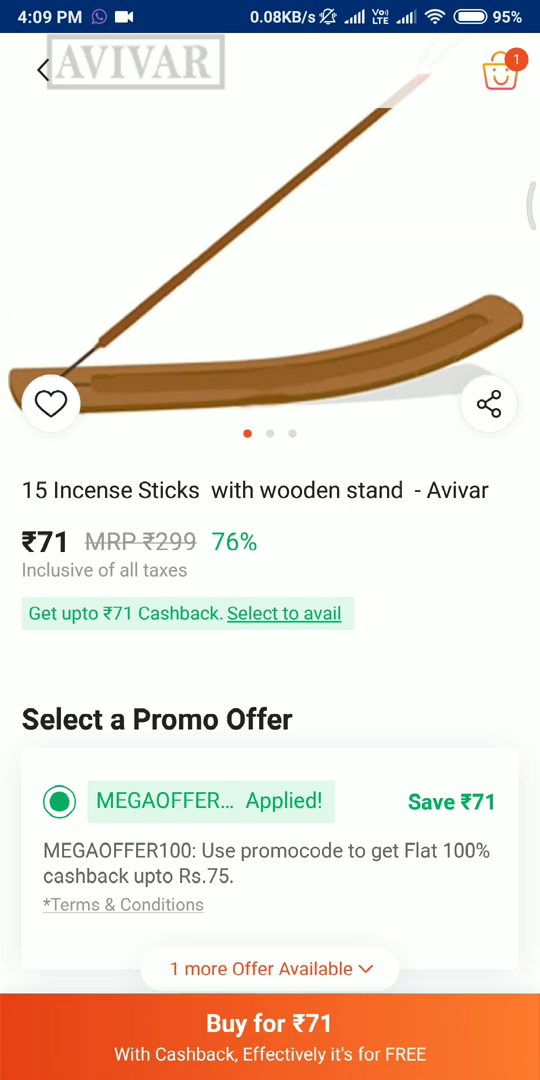 4:09 PM 0.08KB/s Vo) LTE 95%
AVIVAR
1
15 Incense Sticks with wooden stand - Avivar
₹71 MRP ₹299 76%
Inclusive of all taxes
Get upto ₹71 Cashback. Select to avail
Select a Promo Offer
MEGAOFFER... Applied! Save ₹71
MEGAOFFER100: Use promocode to get Flat 100%
cashback upto Rs.75.
*Terms & Conditions
1 more Offer Available
Buy for ₹71
With Cashback, Effectively it's for FREE